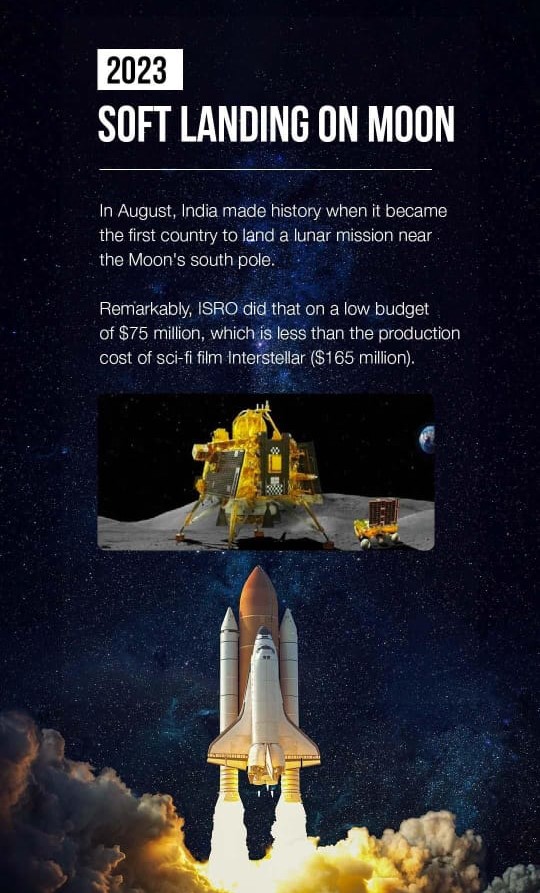 2023
SOFT LANDING ON MOON
In August, India made history when it became
the first country to land a lunar mission near
the Moon's south pole.
Remarkably, ISRO did that on a low budget
of $75 million, which is less than the production
cost of sci-fi film Interstellar ($165 million).